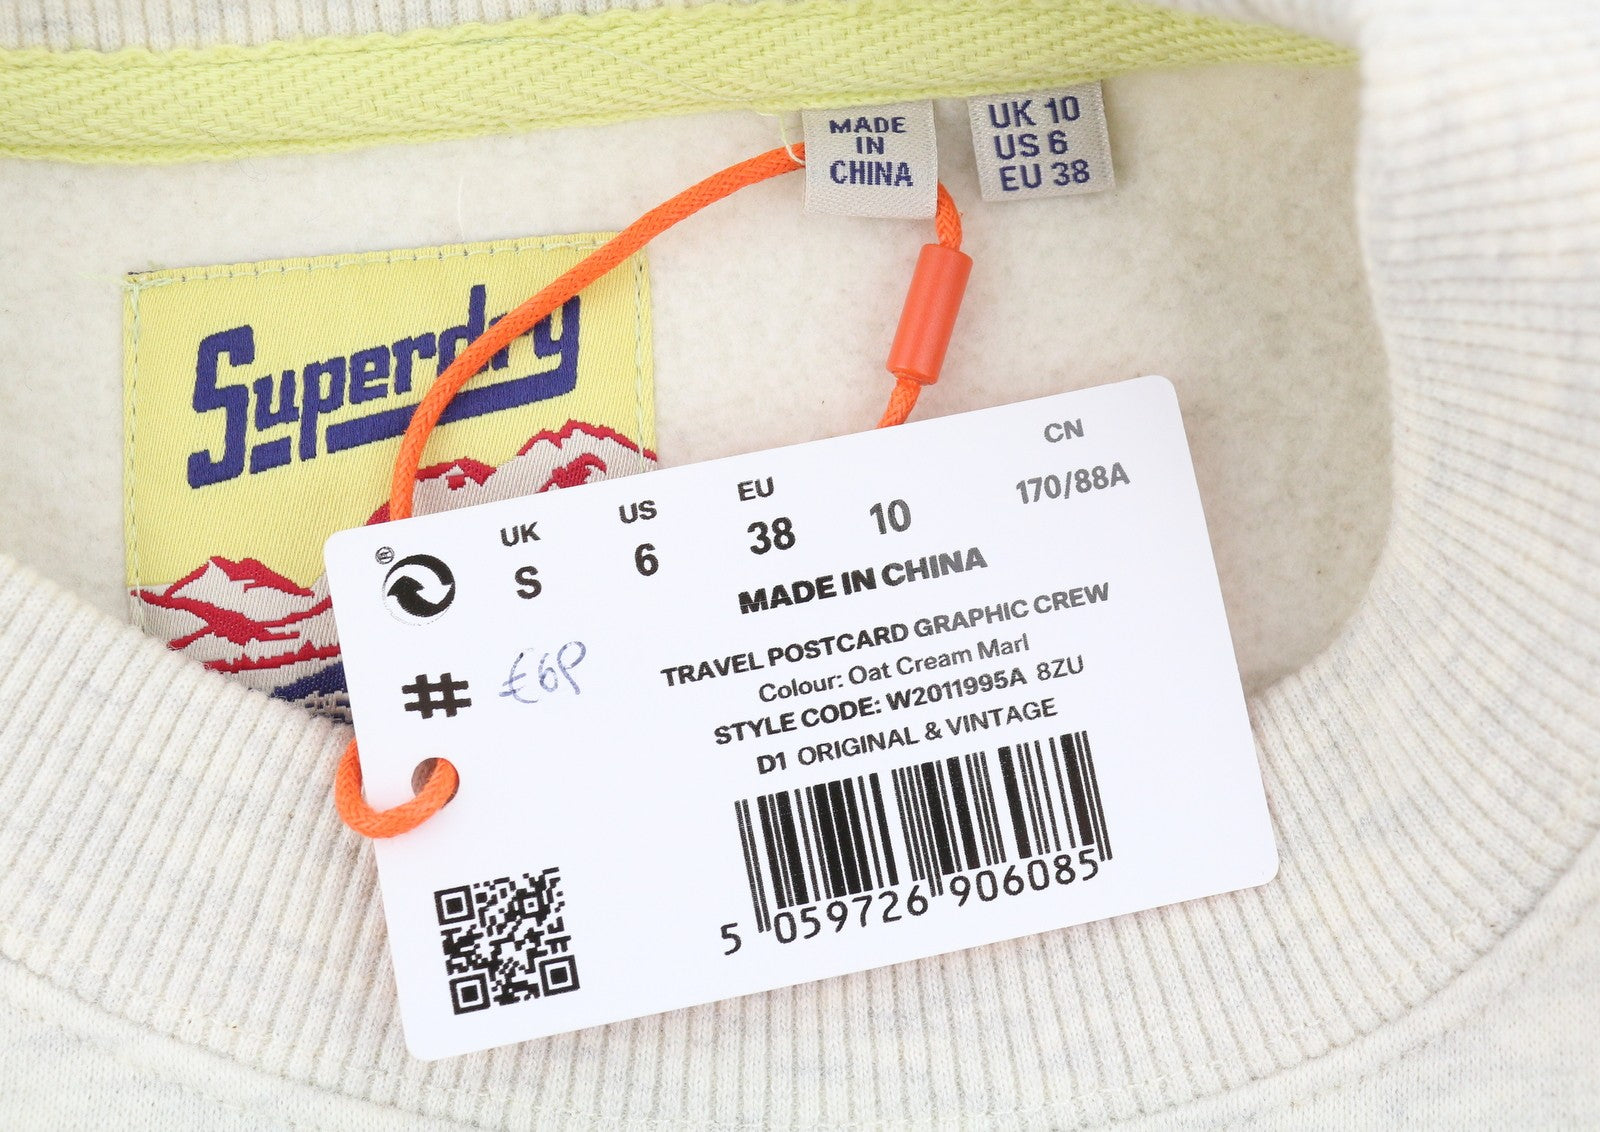 MADE
IN
CHINA
UK 10
US 6
EU 38
Superdry
UK US EU CN
S 6 38 10 170/88A
MADE IN CHINA
TRAVEL POSTCARD GRAPHIC CREW
Colour: Oat Cream Marl
STYLE CODE: W2011995A 8ZU
D1 ORIGINAL & VINTAGE
#
5 059726 906085